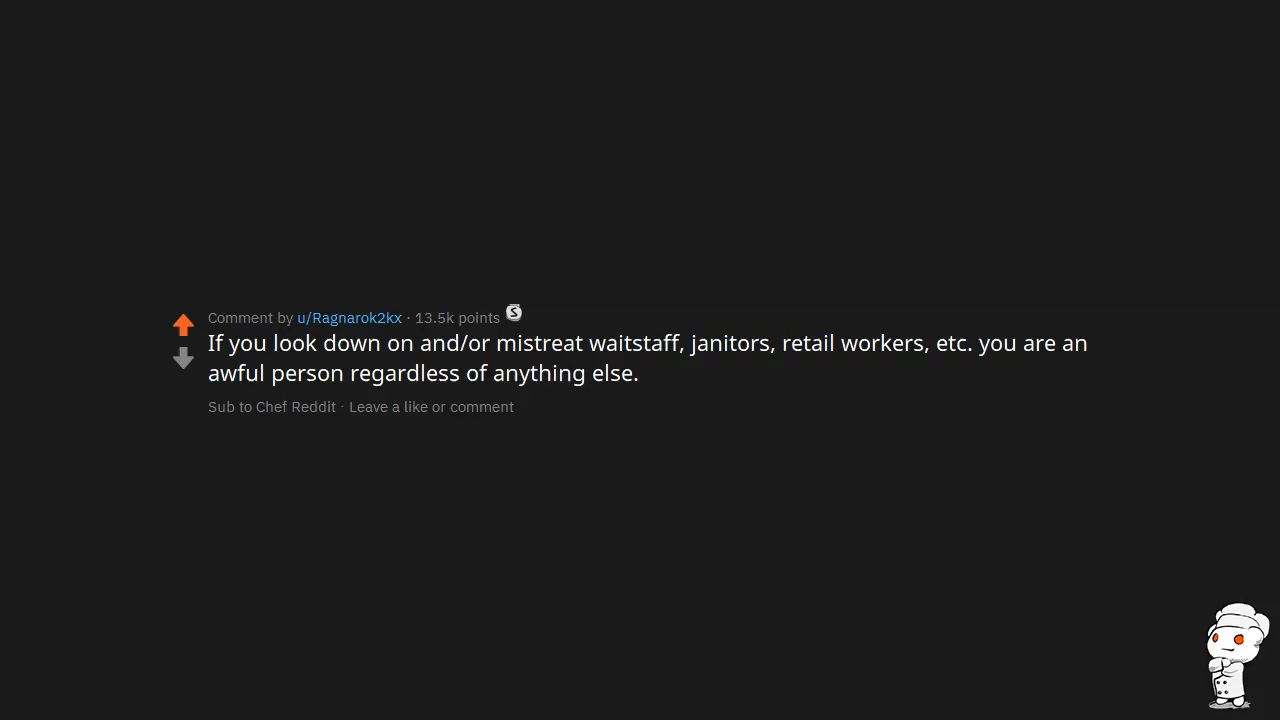 Comment by u/Ragnarok2kx · 13.5k points S
If you look down on and/or mistreat waitstaff, janitors, retail workers, etc. you are an
awful person regardless of anything else.
Sub to Chef Reddit · Leave a like or comment